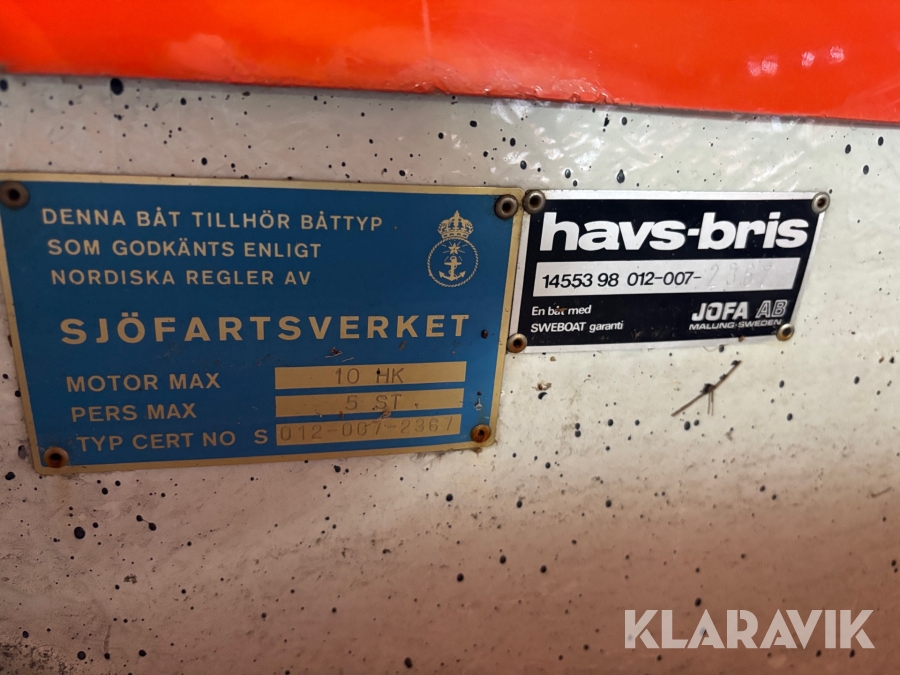 DENNA BÅT TILLHÖR BÅTTYP
SOM GODKÄNTS ENLIGT
NORDISKA REGLER AV
SJÖFARTSVERKET
MOTOR MAX 10 HK
PERS MAX 5 ST
TYP CERT NO S 012-007-2367
havs-bris
14553 98 012-007-
En båt med
SWEBOAT garanti
JOFA AB
MALUNG-SWEDEN
KLARAVIK